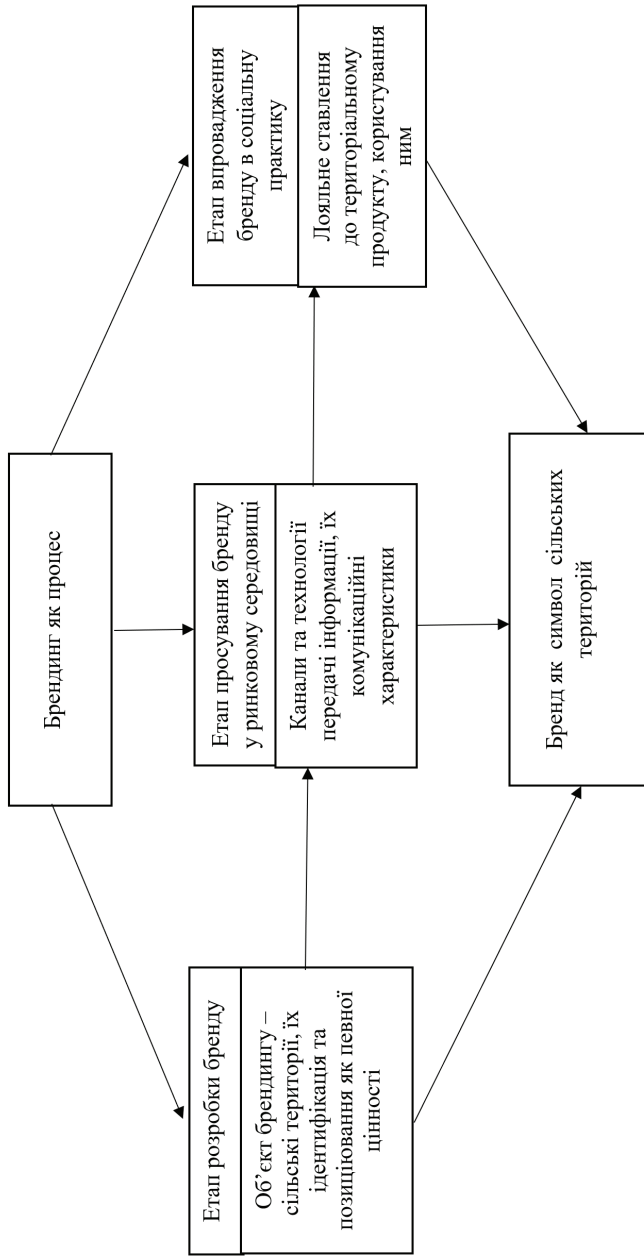 Брендинг як процес
Етап розробки бренду
Об’єкт брендингу –
сільські території, їх
ідентифікація та
позиціювання як певної
цінності
Етап просування бренду
у ринковому середовищі
Канали та технології
передачі інформації, їх
комунікаційні
характеристики
Етап впровадження
бренду в соціальну
практику
Лояльне ставлення
до територіальному
продукту, користування
ним
Бренд як символ сільських
територій